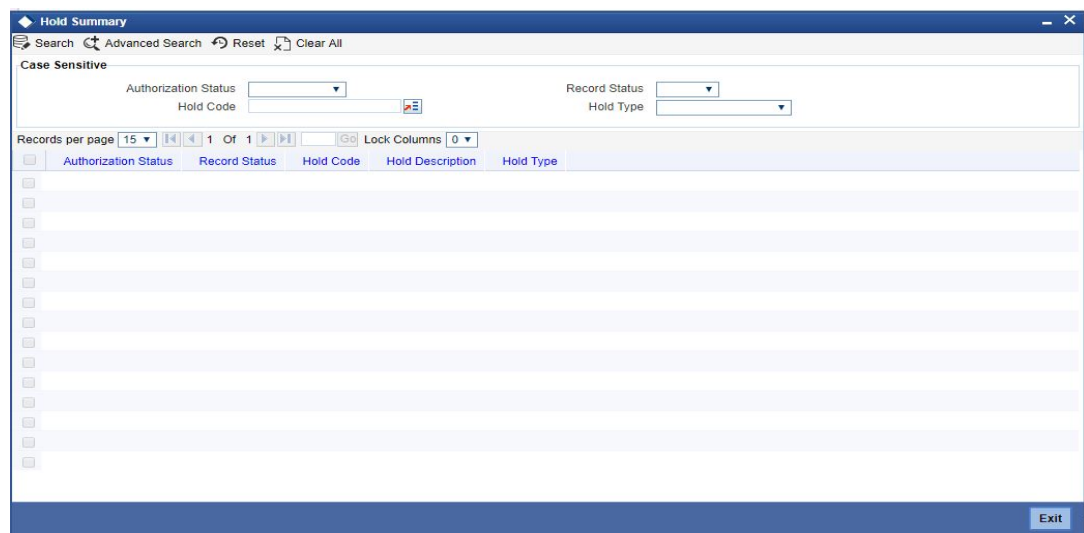 Hold Summary
Search Advanced Search Reset Clear All
Case Sensitive
Authorization Status Record Status
Hold Code Hold Type
Records per page 15 1 Of 1 Go Lock Columns 0
Authorization Status Record Status Hold Code Hold Description Hold Type
Exit